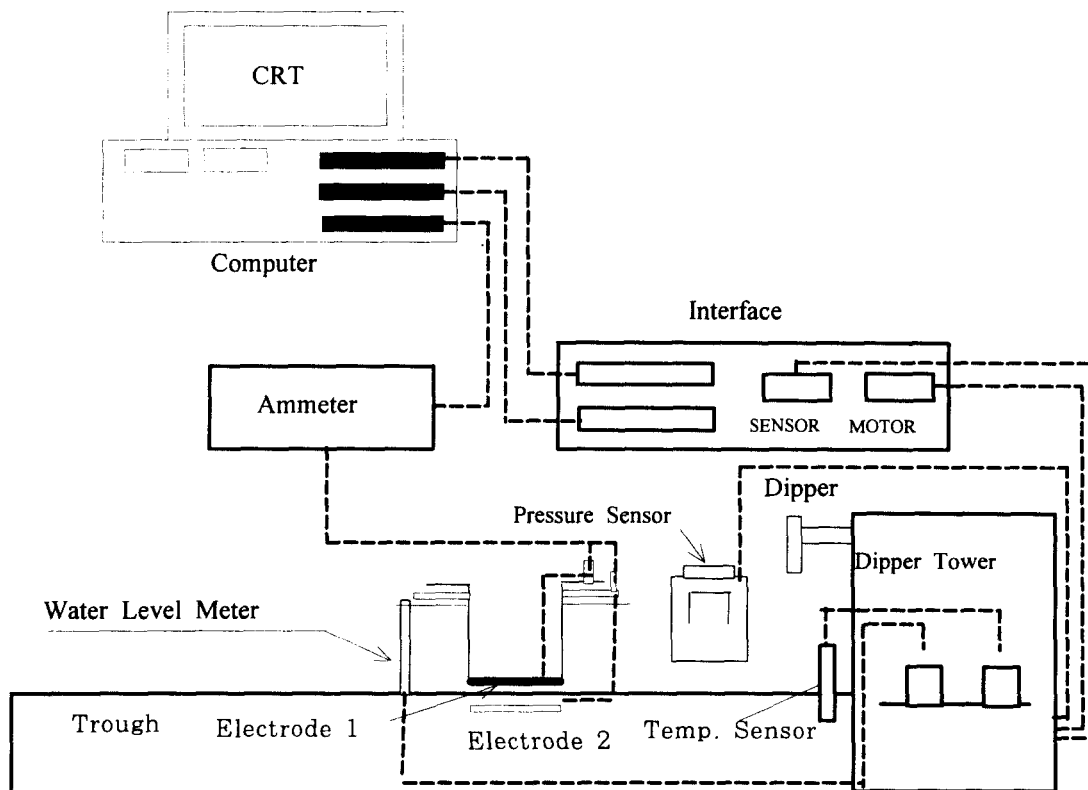 CRT
Computer
Interface
Ammeter
SENSOR MOTOR
Dipper
Pressure Sensor
Dipper Tower
Water Level Meter
Trough
Electrode 1
Electrode 2
Temp. Sensor